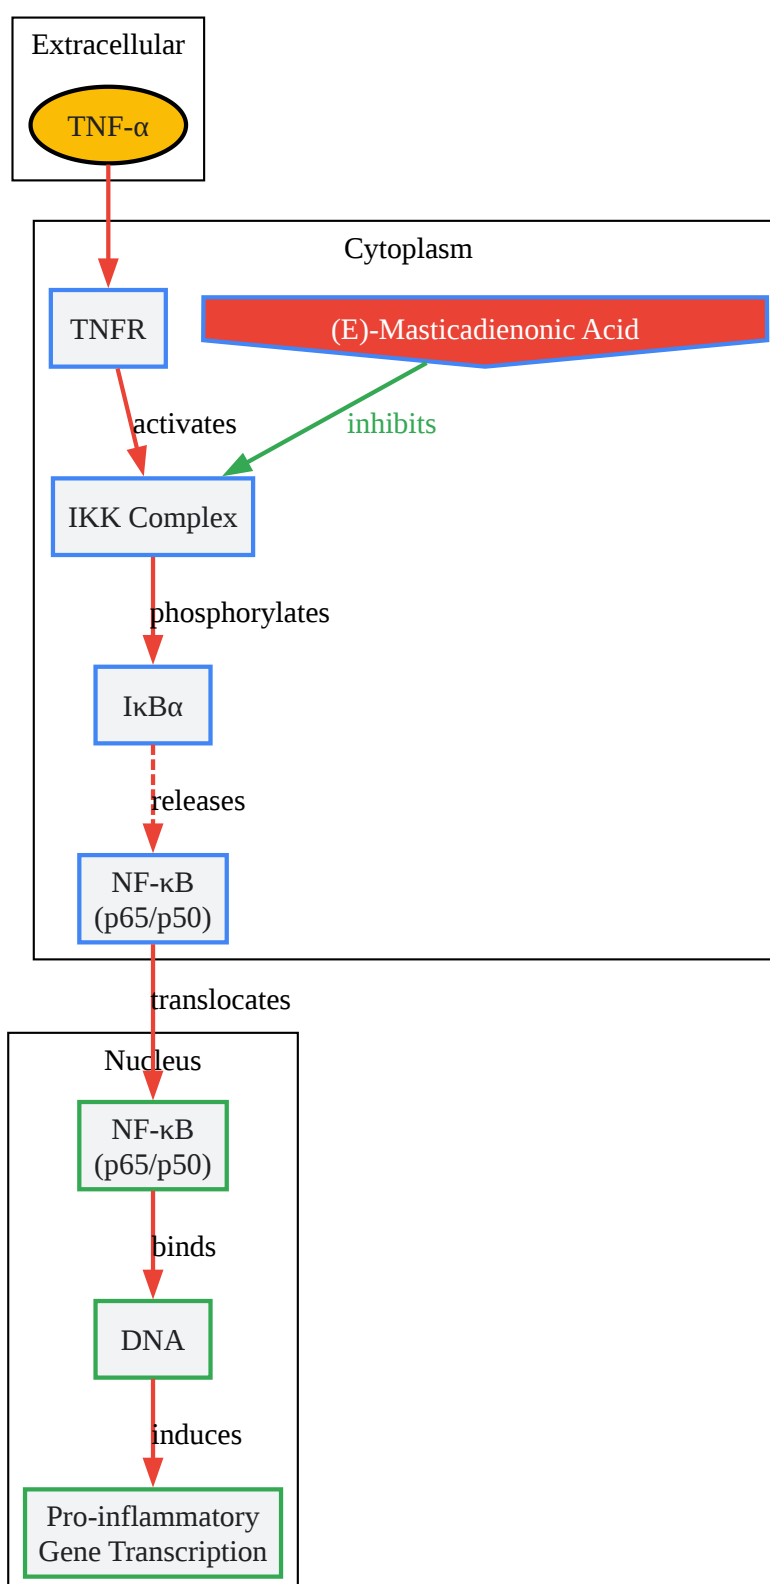 Extracellular
TNF-α
Cytoplasm
TNFR
(E)-Masticadienonic Acid
activates
inhibits
IKK Complex
phosphorylates
IκBα
releases
NF-κB
(p65/p50)
translocates
Nucleus
NF-κB
(p65/p50)
binds
DNA
induces
Pro-inflammatory
Gene Transcription